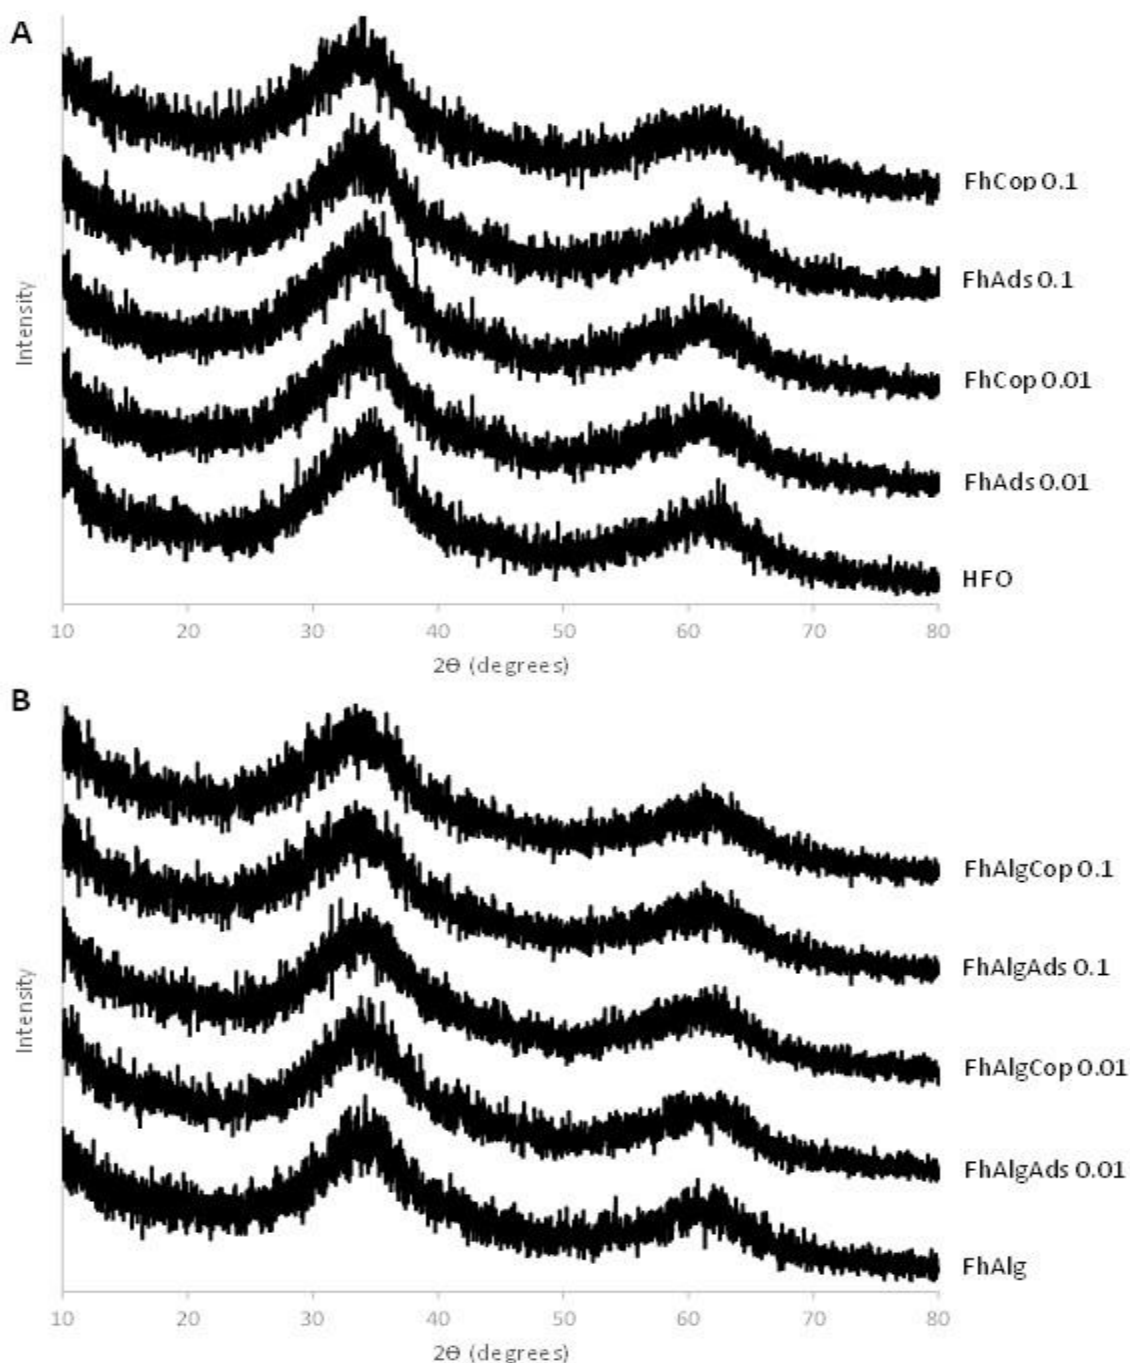 A
Intensity
FhCop 0.1
FhAds 0.1
FhCop 0.01
FhAds 0.01
HFO
10 20 30 40 50 60 70 80
2Θ (degrees)
B
Intensity
FhAlgCop 0.1
FhAlgAds 0.1
FhAlgCop 0.01
FhAlgAds 0.01
FhAlg
10 20 30 40 50 60 70 80
2Θ (degrees)